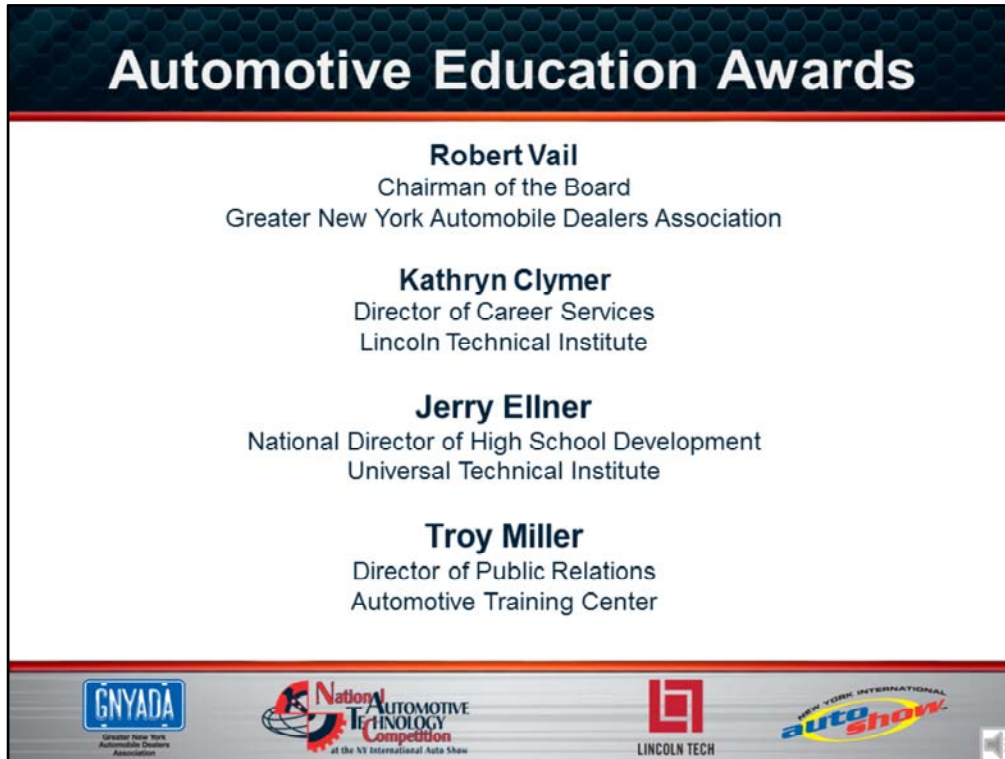 Automotive Education Awards
Robert Vail
Chairman of the Board
Greater New York Automobile Dealers Association
Kathryn Clymer
Director of Career Services
Lincoln Technical Institute
Jerry Ellner
National Director of High School Development
Universal Technical Institute
Troy Miller
Director of Public Relations
Automotive Training Center
GNYADA
Greater New York
Automobile Dealers
Association
National
AUTOMOTIVE
TECHNOLOGY
Competition
at the NY International Auto Show
LINCOLN TECH
NEW YORK INTERNATIONAL
auto show